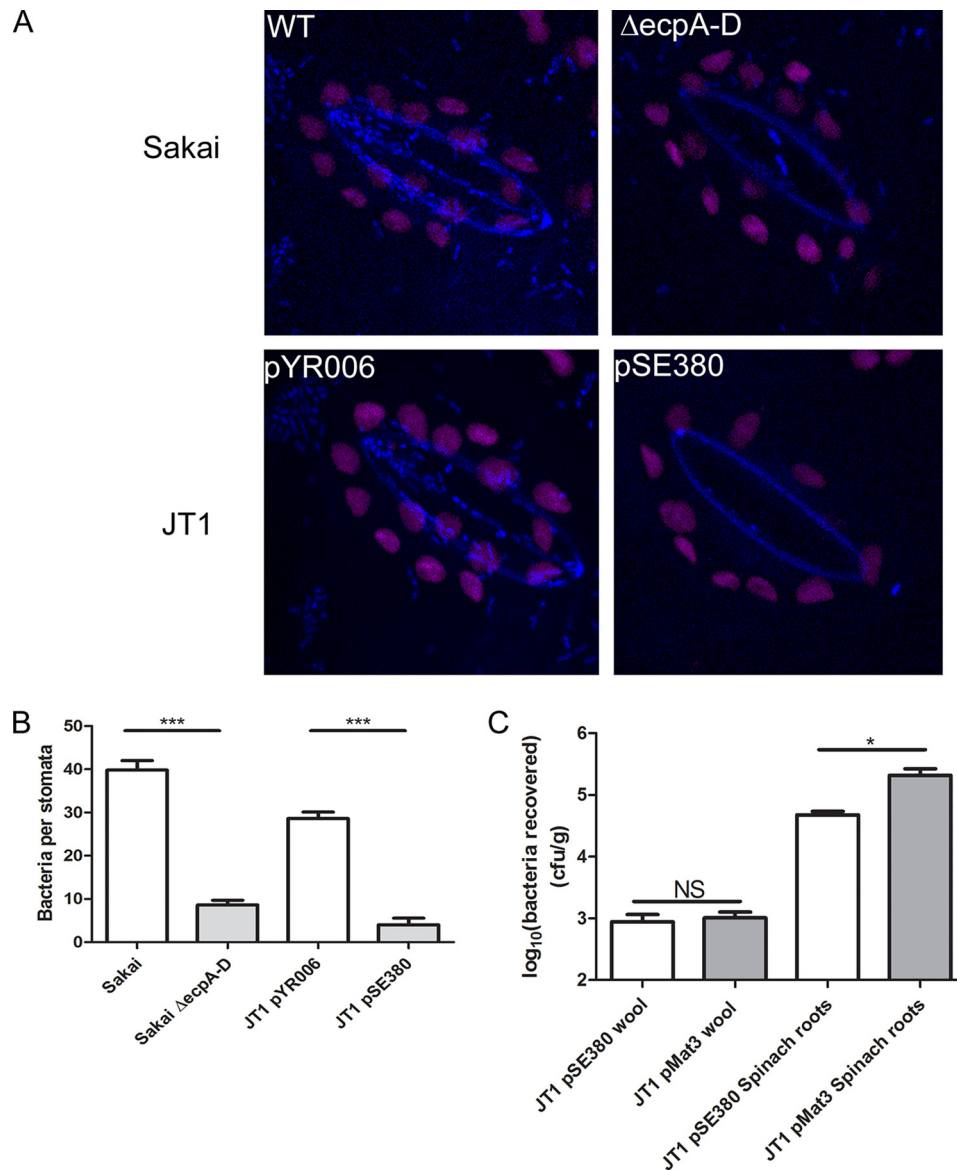 A
WT
ΔecpA-D
Sakai
pYR006
pSE380
JT1
B
Bacteria per stomata
50
40
30
20
10
0
***
***
Sakai
Sakai ΔecpA-D
JT1 pYR006
JT1 pSE380
C
log10(bacteria recovered)
(cfu/g)
6
5
4
3
2
NS
*
JT1 pSE380 wool
JT1 pMat3 wool
JT1 pSE380 Spinach roots
JT1 pMat3 Spinach roots